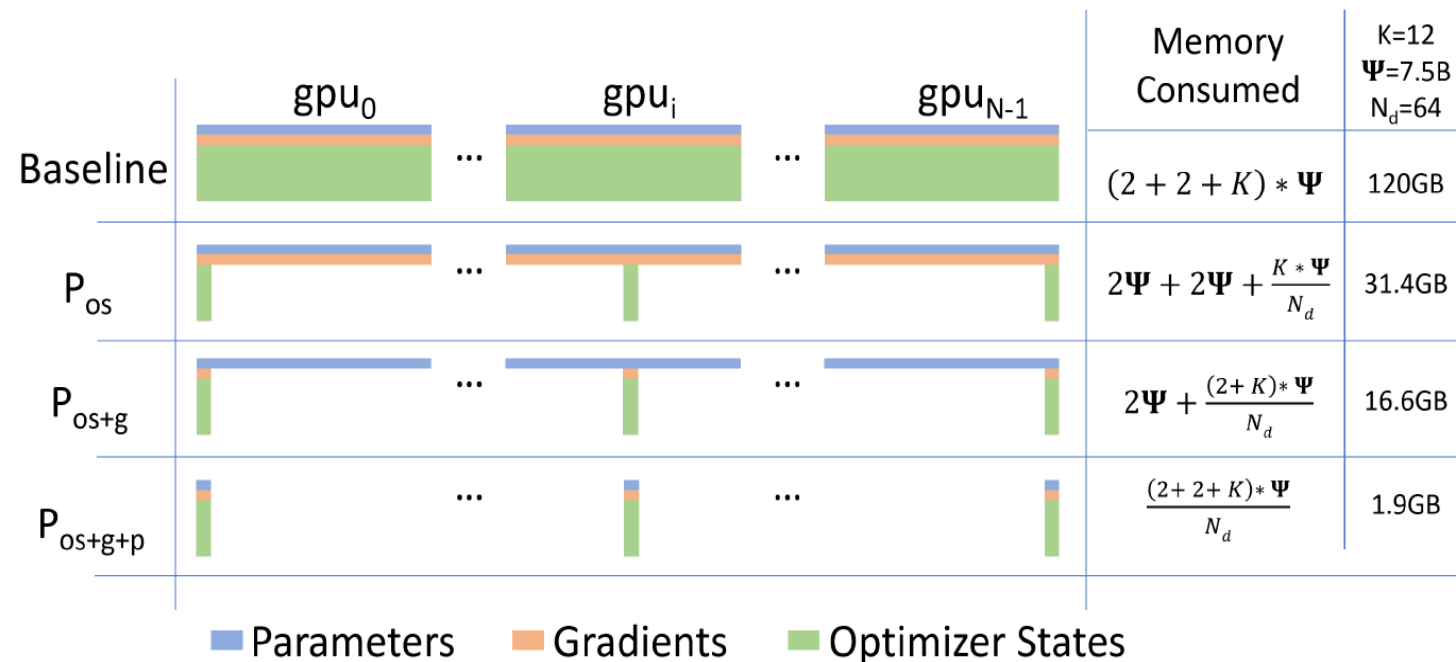 gpu0 ... gpui ... gpuN-1 Memory Consumed K=12 Ψ=7.5B Nd=64
Baseline ... ... (2 + 2 + K) ∗ Ψ 120GB
Pos ... ... 2Ψ + 2Ψ + (K ∗ Ψ)/Nd 31.4GB
Pos+g ... ... 2Ψ + ((2+ K)∗ Ψ)/Nd 16.6GB
Pos+g+p ... ... ((2+ 2+ K)∗ Ψ)/Nd 1.9GB
Parameters Gradients Optimizer States